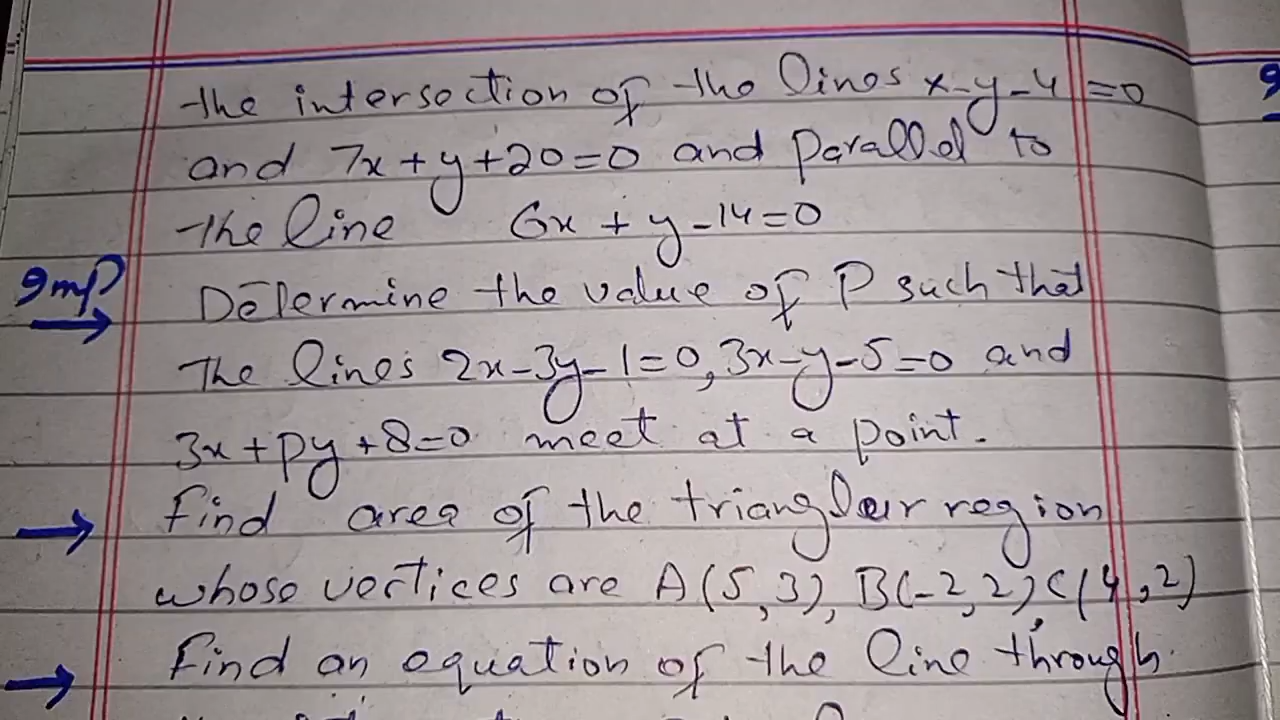 the intersection of the lines x-y-4=0
and 7x+y+20=0 and parallel to
the line 6x+y-14=0
9mp Determine the value of P such that
the lines 2x-3y-1=0, 3x-y-5=0 and
3x+py+8=0 meet at a point.
→ Find area of the triangular region
whose vertices are A(5,3), B(-2,2) C(4,2)
→ Find an equation of the line through